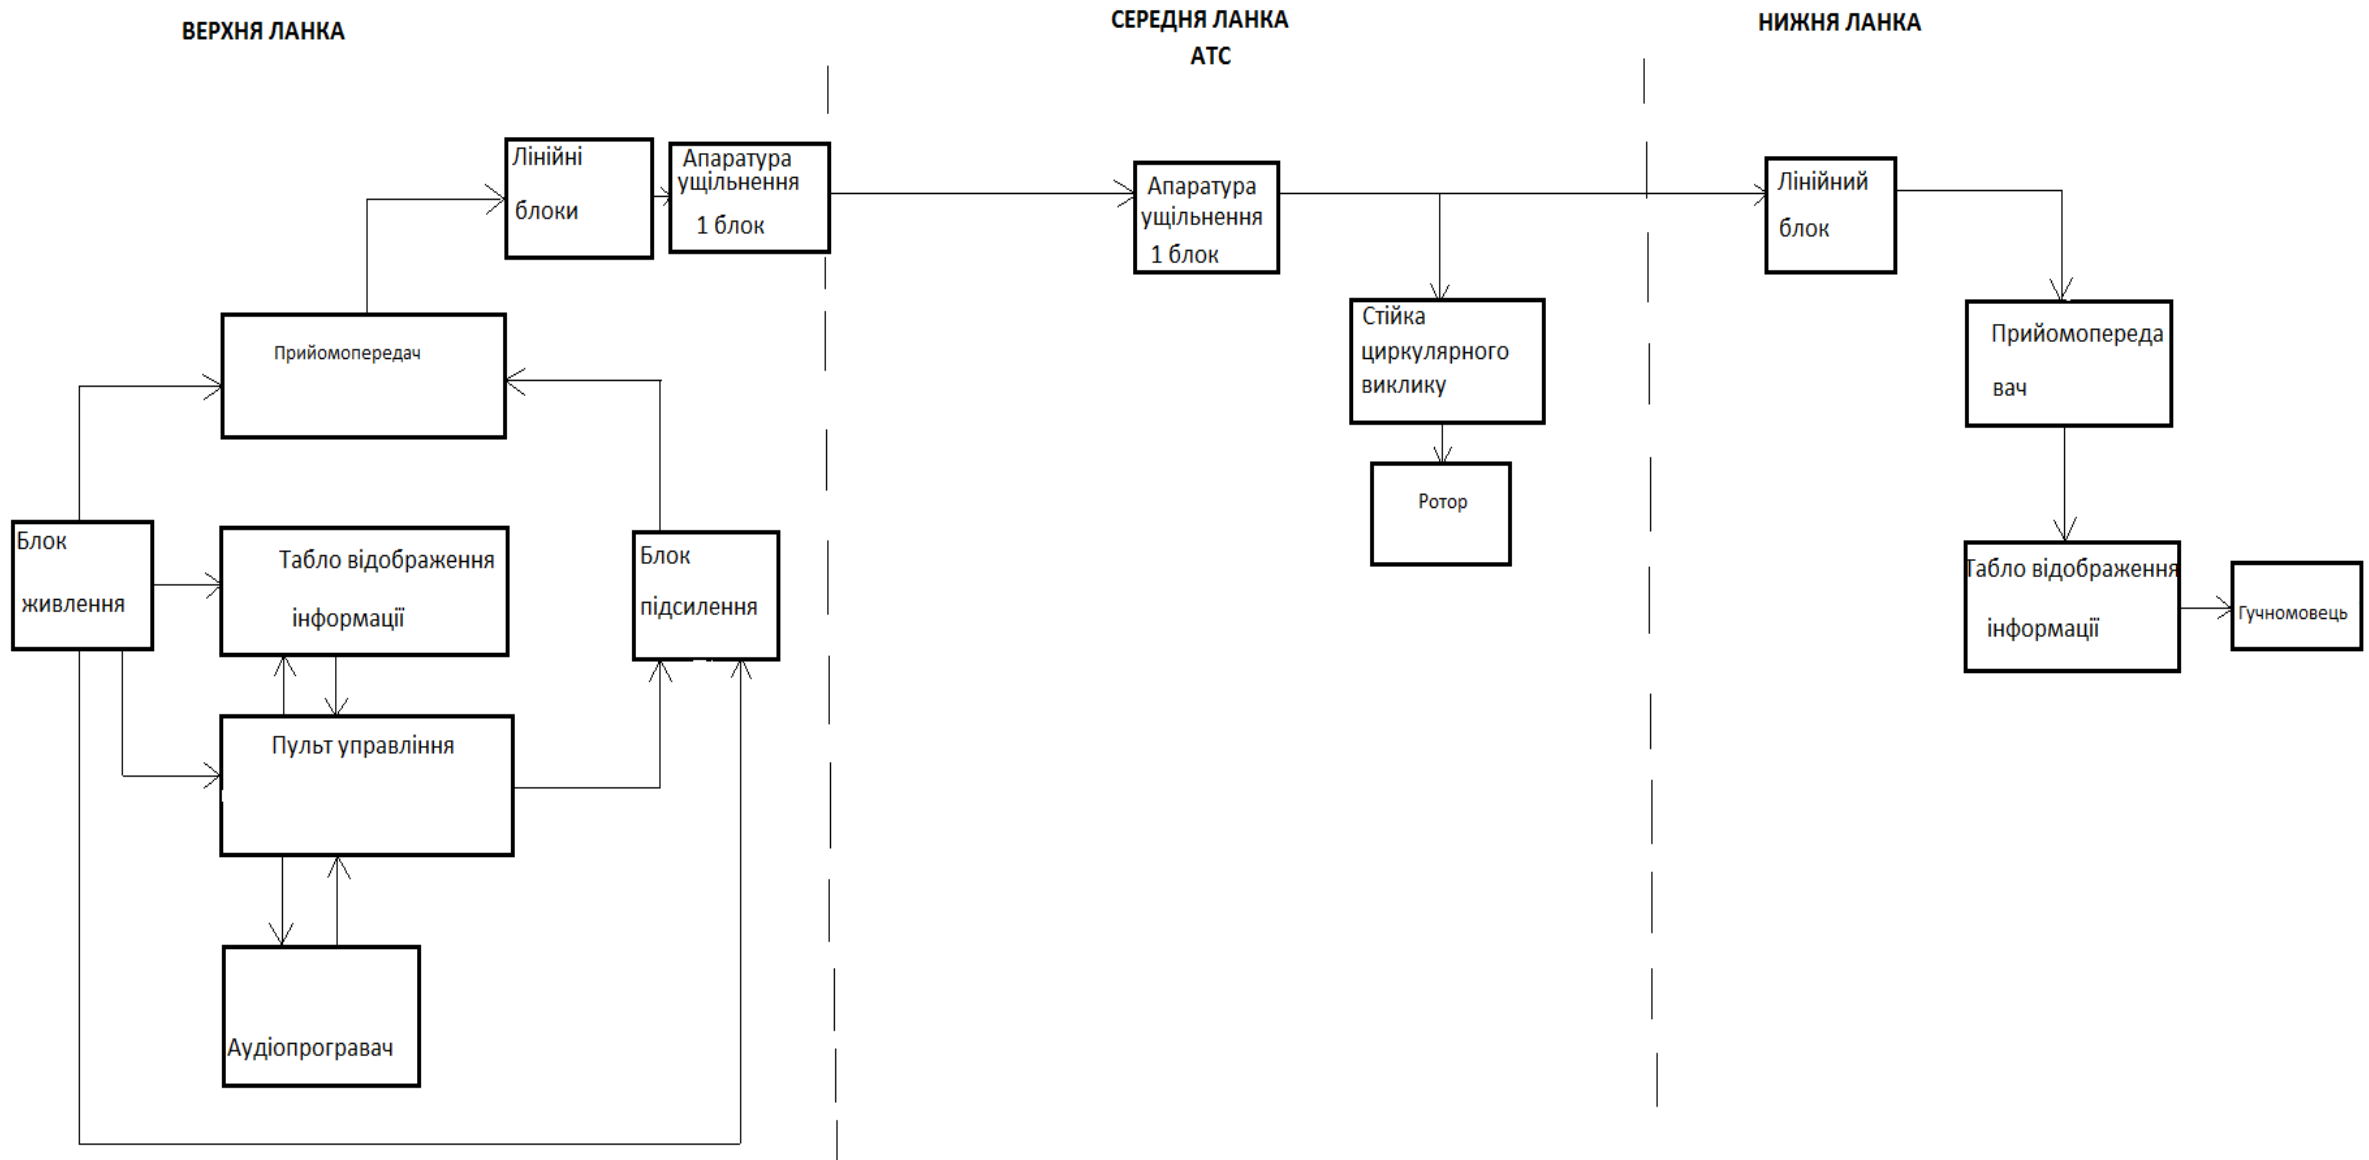 ВЕРХНЯ ЛАНКА
СЕРЕДНЯ ЛАНКА
АТС
НИЖНЯ ЛАНКА
Лінійні
блоки
Апаратура
ущільнення
1 блок
Апаратура
ущільнення
1 блок
Лінійний
блок
Прийомопередач
Стійка
циркулярного
виклику
Прийомопереда
вач
Ротор
Блок
живлення
Табло відображення
інформації
Блок
підсилення
Табло відображення
інформації
Гучномовець
Пульт управління
Аудіопрогравач